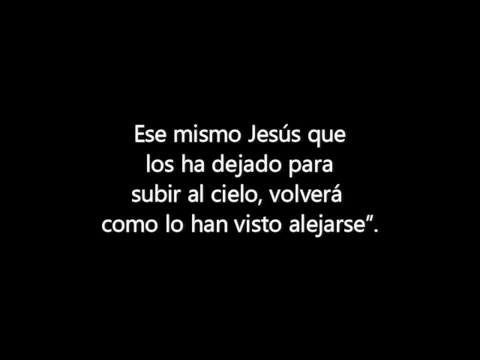 Ese mismo Jesús que
los ha dejado para
subir al cielo, volverá
como lo han visto alejarse”.